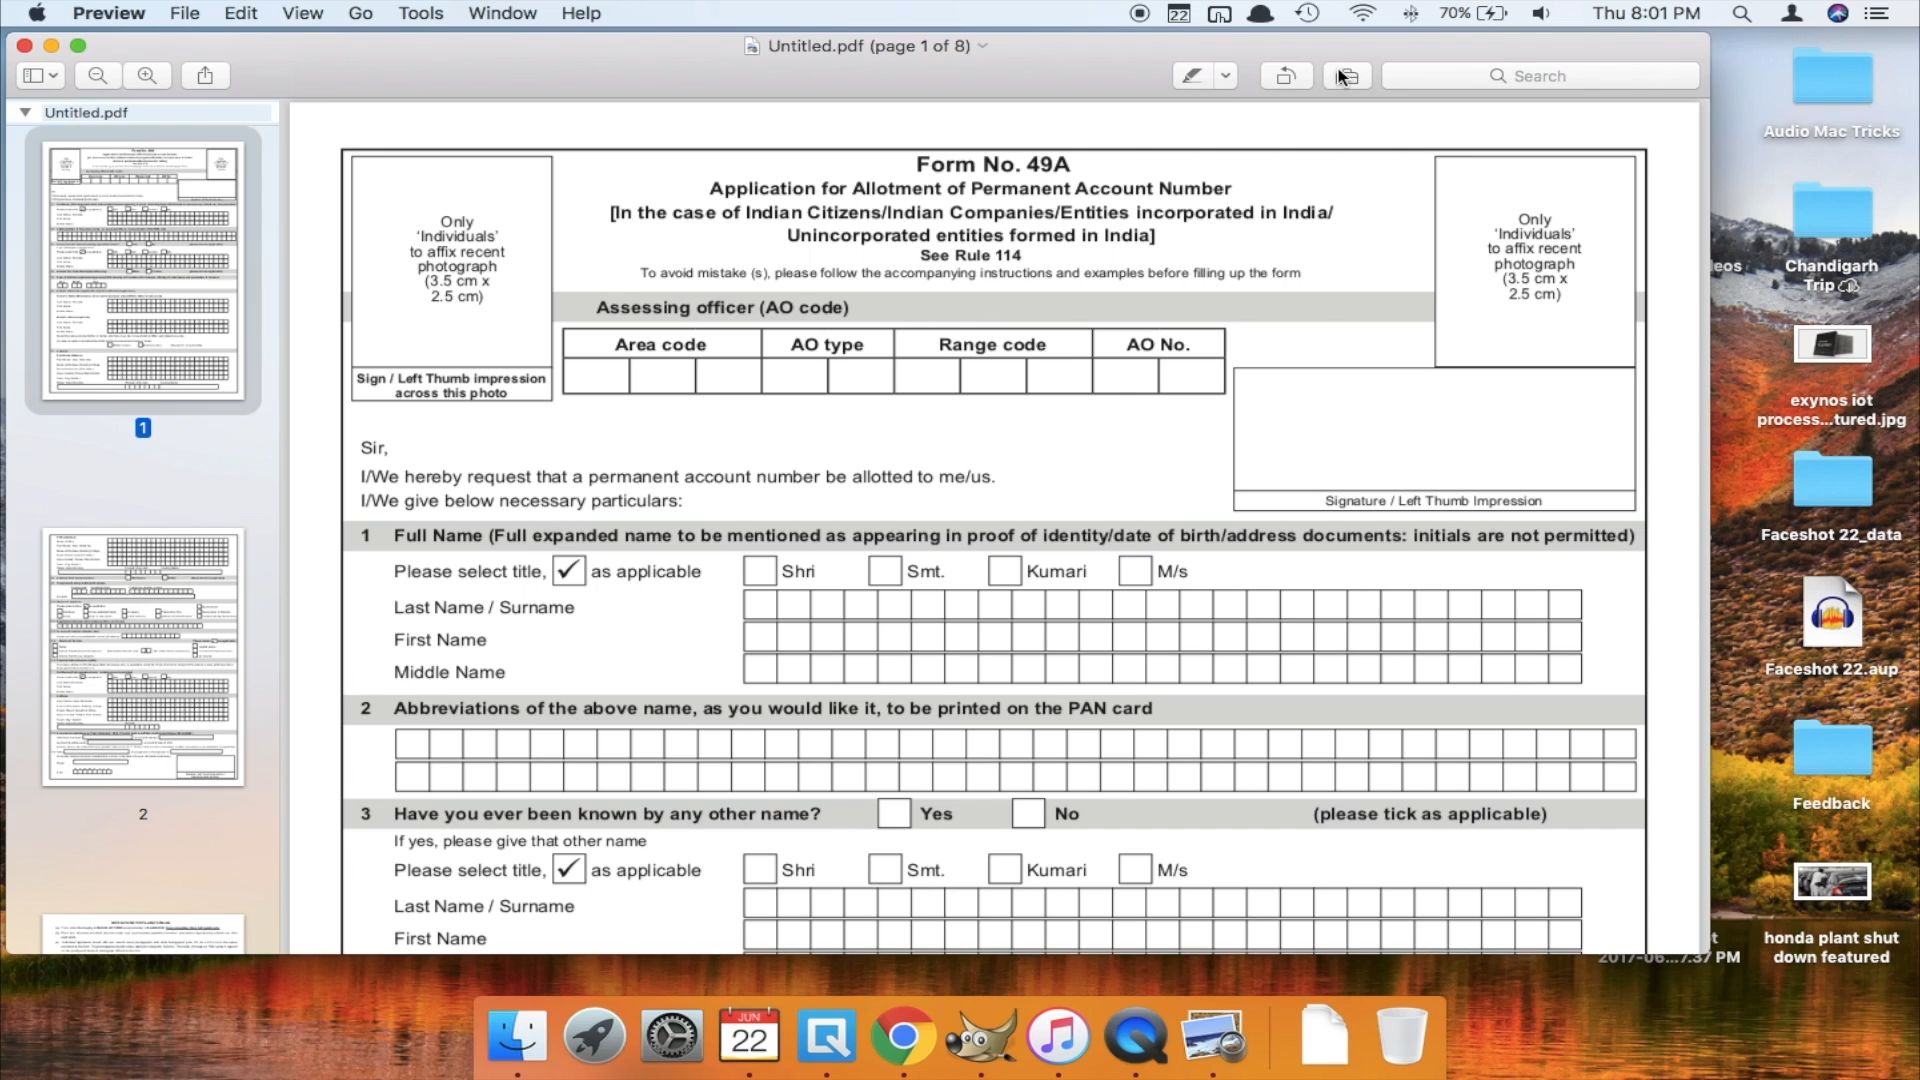 Preview File Edit View Go Tools Window Help
22
70%
Thu 8:01 PM
Untitled.pdf (page 1 of 8)
Search
Untitled.pdf
1
2
Only
‘Individuals’
to affix recent
photograph
(3.5 cm x
2.5 cm)
Sign / Left Thumb impression
across this photo
Form No. 49A
Application for Allotment of Permanent Account Number
[In the case of Indian Citizens/Indian Companies/Entities incorporated in India/
Unincorporated entities formed in India]
See Rule 114
To avoid mistake (s), please follow the accompanying instructions and examples before filling up the form
Only
‘Individuals’
to affix recent
photograph
(3.5 cm x
2.5 cm)
Assessing officer (AO code)
Area code AO type Range code AO No.
Sir,
I/We hereby request that a permanent account number be allotted to me/us.
I/We give below necessary particulars:
Signature / Left Thumb Impression
1 Full Name (Full expanded name to be mentioned as appearing in proof of identity/date of birth/address documents: initials are not permitted)
Please select title, ✓ as applicable Shri Smt. Kumari M/s
Last Name / Surname
First Name
Middle Name
2 Abbreviations of the above name, as you would like it, to be printed on the PAN card
3 Have you ever been known by any other name? Yes No (please tick as applicable)
If yes, please give that other name
Please select title, ✓ as applicable Shri Smt. Kumari M/s
Last Name / Surname
First Name
Audio Mac Tricks
eos
Chandigarh
Trip
exynos iot
process...tured.jpg
Faceshot 22_data
Faceshot 22.aup
Feedback
honda plant shut
down featured
2017-06...7.37 PM
JUN
22